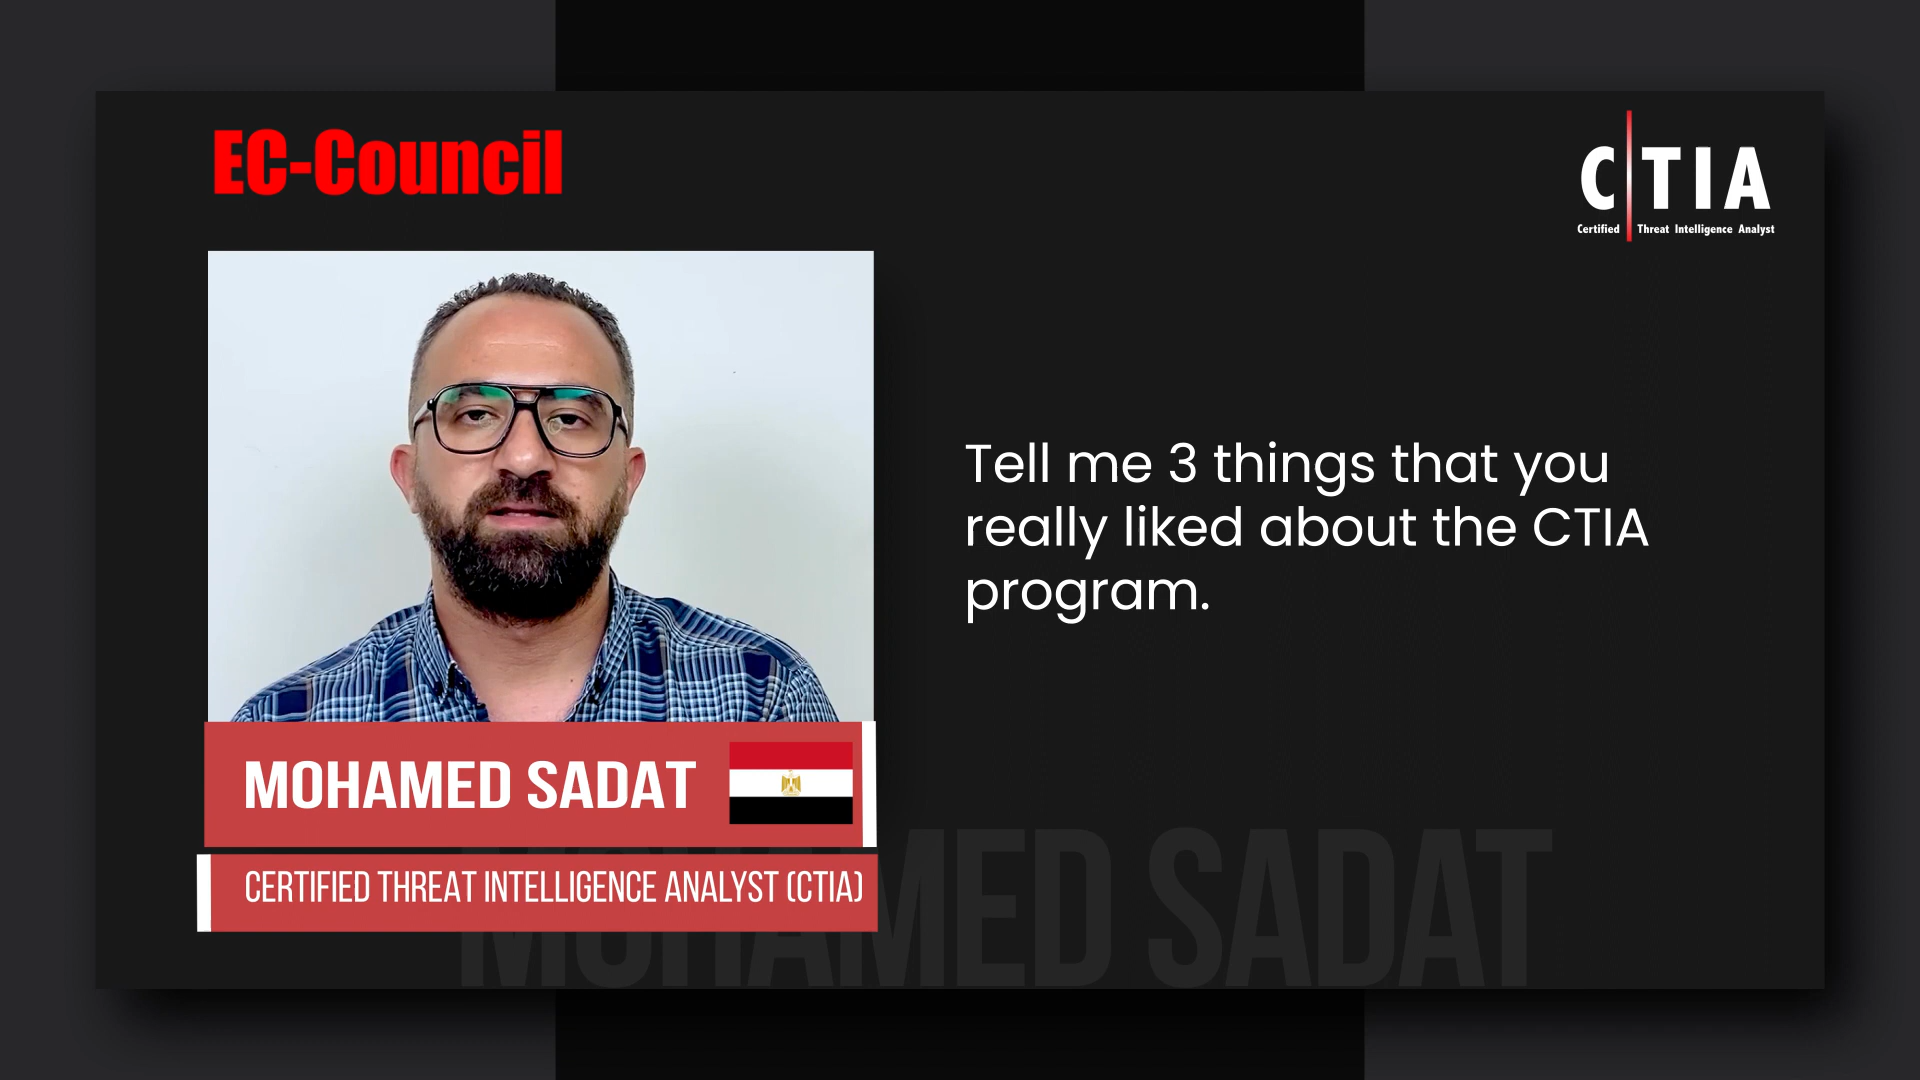 EC-Council
C TIA
Certified Threat Intelligence Analyst
Tell me 3 things that you
really liked about the CTIA
program.
MOHAMED SADAT
CERTIFIED THREAT INTELLIGENCE ANALYST (CTIA)
MOHAMED SADAT